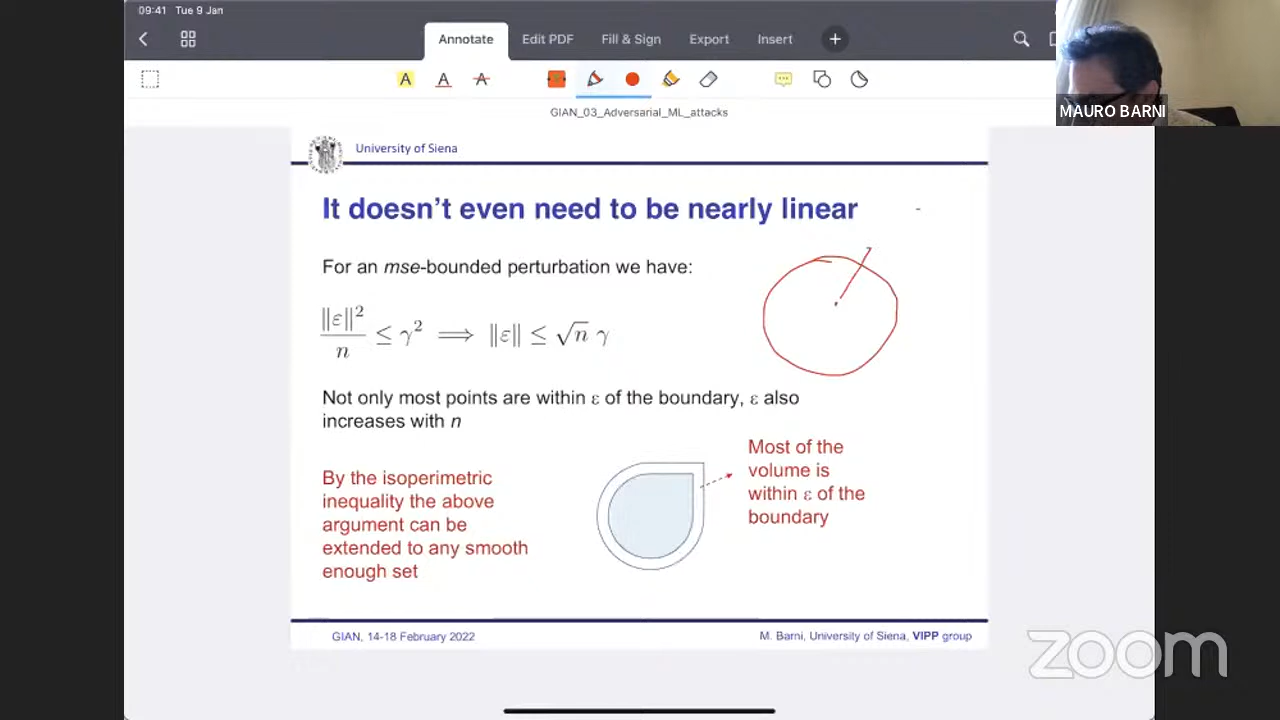 09:41 Tue 9 Jan
Annotate Edit PDF Fill & Sign Export Insert
A A A
GIAN_03_Adversarial_ML_attacks
MAURO BARNI
University of Siena
It doesn't even need to be nearly linear
For an mse-bounded perturbation we have:
‖ε‖² / n ≤ γ² ⟹ ‖ε‖ ≤ √n γ
Not only most points are within ε of the boundary, ε also
increases with n
By the isoperimetric
inequality the above
argument can be
extended to any smooth
enough set
Most of the
volume is
within ε of the
boundary
GIAN, 14-18 February 2022
M. Barni, University of Siena, VIPP group
zoom